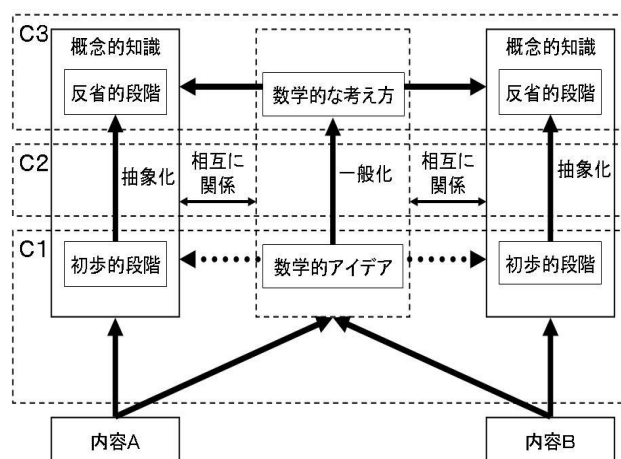 C3
概念的知識
反省的段階
数学的な考え方
概念的知識
反省的段階
C2
抽象化
相互に
関係
一般化
相互に
関係
抽象化
C1
初歩的段階
数学的アイデア
初歩的段階
内容A
内容B